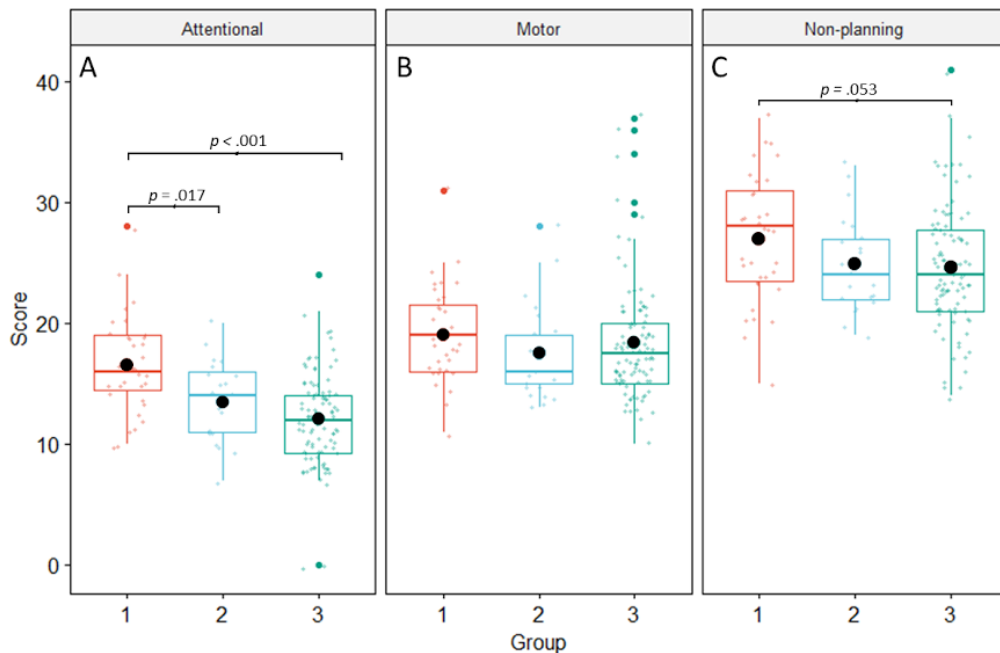 Attentional
Motor
Non-planning
A
B
C
40
30
20
10
0
Score
p < .001
p = .017
p = .053
1 2 3
1 2 3
1 2 3
Group